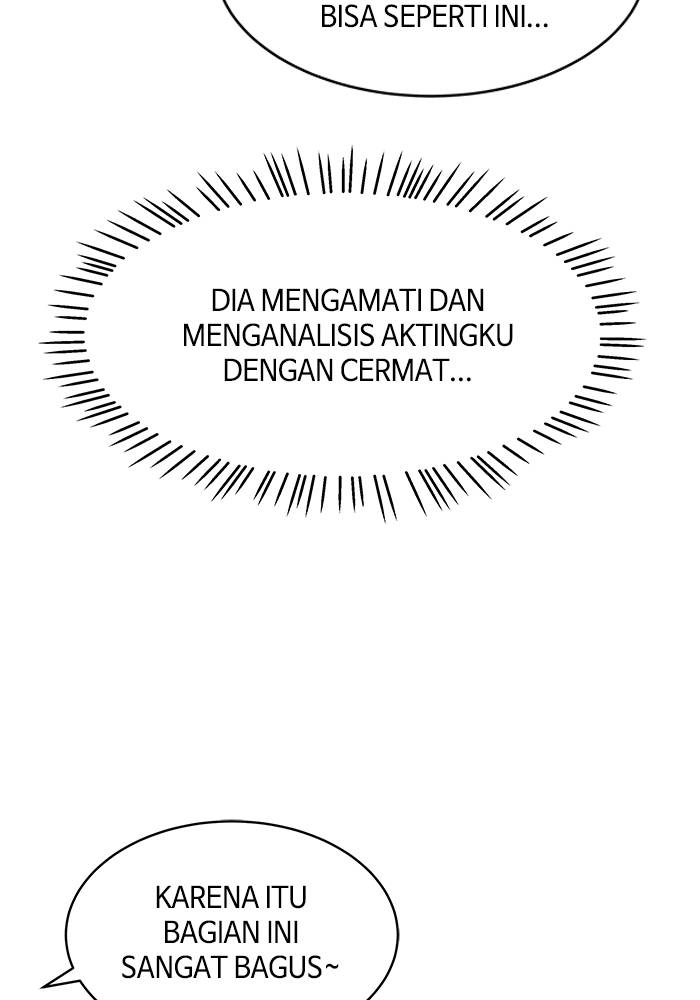 BISA SEPERTI INI...
DIA MENGAMATI DAN
MENGANALISIS AKTINGKU
DENGAN CERMAT...
KARENA ITU
BAGIAN INI
SANGAT BAGUS~